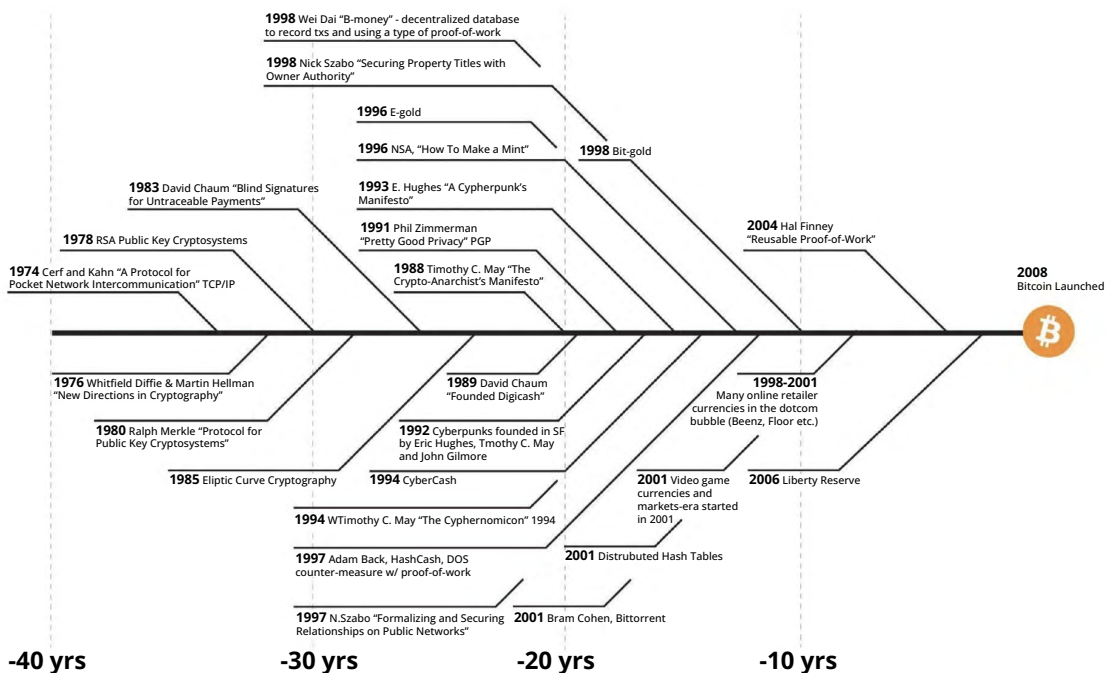 1998 Wei Dai “B-money” - decentralized database
to record txs and using a type of proof-of-work
1998 Nick Szabo “Securing Property Titles with
Owner Authority”
1996 E-gold
1996 NSA, “How To Make a Mint”
1998 Bit-gold
1983 David Chaum “Blind Signatures
for Untraceable Payments”
1993 E. Hughes “A Cypherpunk’s
Manifesto”
1978 RSA Public Key Cryptosystems
1991 Phil Zimmerman
“Pretty Good Privacy” PGP
2004 Hal Finney
“Reusable Proof-of-Work”
1974 Cerf and Kahn “A Protocol for
Pocket Network Intercommunication” TCP/IP
1988 Timothy C. May “The
Crypto-Anarchist’s Manifesto”
2008
Bitcoin Launched
1976 Whitfield Diffie & Martin Hellman
“New Directions in Cryptography”
1989 David Chaum
“Founded Digicash”
1998-2001
Many online retailer
currencies in the dotcom
bubble (Beenz, Floor etc.)
1980 Ralph Merkle “Protocol for
Public Key Cryptosystems”
1992 Cyberpunks founded in SF
by Eric Hughes, Tmothy C. May
and John Gilmore
1985 Eliptic Curve Cryptography
1994 CyberCash
2001 Video game
currencies and
markets-era started
in 2001
2006 Liberty Reserve
1994 WTimothy C. May “The Cyphernomicon” 1994
1997 Adam Back, HashCash, DOS
counter-measure w/ proof-of-work
2001 Distrubuted Hash Tables
1997 N.Szabo “Formalizing and Securing
Relationships on Public Networks”
2001 Bram Cohen, Bittorrent
-40 yrs
-30 yrs
-20 yrs
-10 yrs